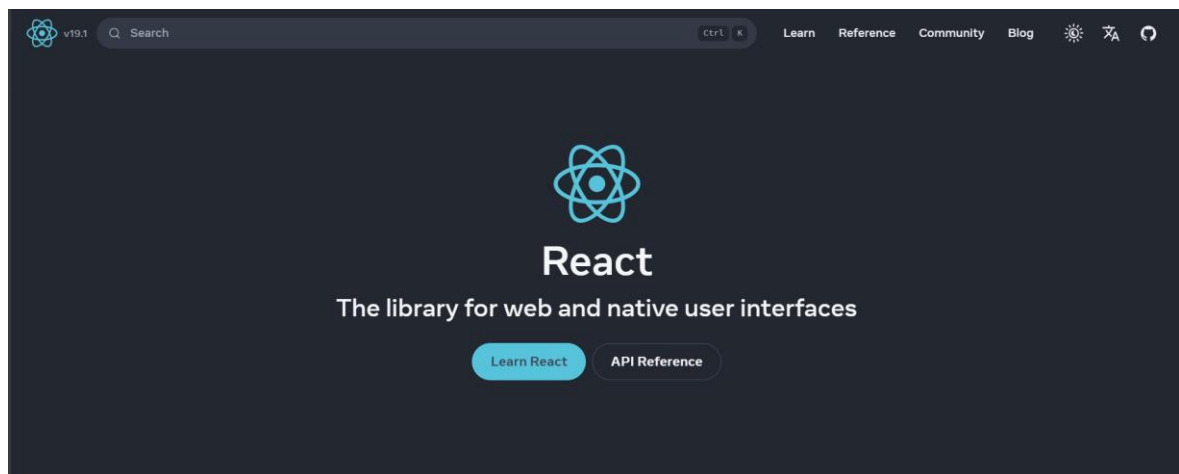 v19.1 Search Ctrl K Learn Reference Community Blog
React
The library for web and native user interfaces
Learn React API Reference